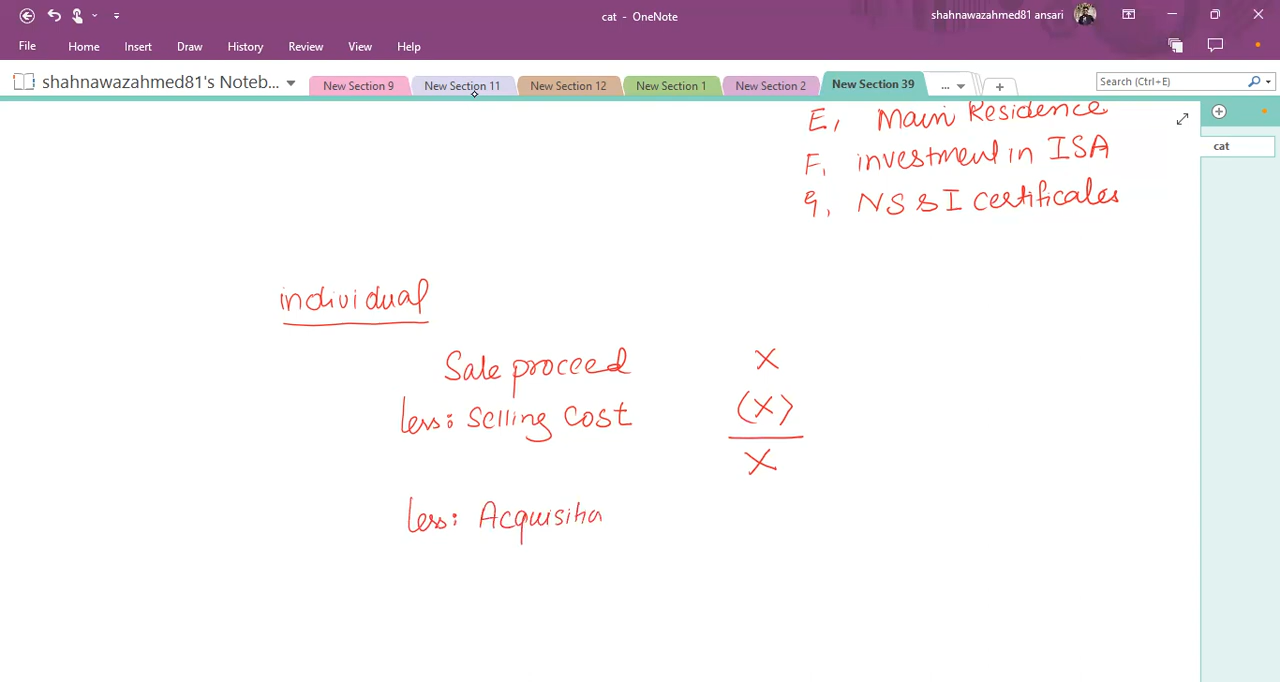 cat - OneNote
shahnawazahmed81 ansari
File Home Insert Draw History Review View Help
shahnawazahmed81's Noteb...
New Section 9
New Section 11
New Section 12
New Section 1
New Section 2
New Section 39
...
+
Search (Ctrl+E)
cat
E, Main Residence
F, investment in ISA
G, NS & I certificates
individual
Sale proceed X
less: Selling cost (X)
X
less: Acquisitio